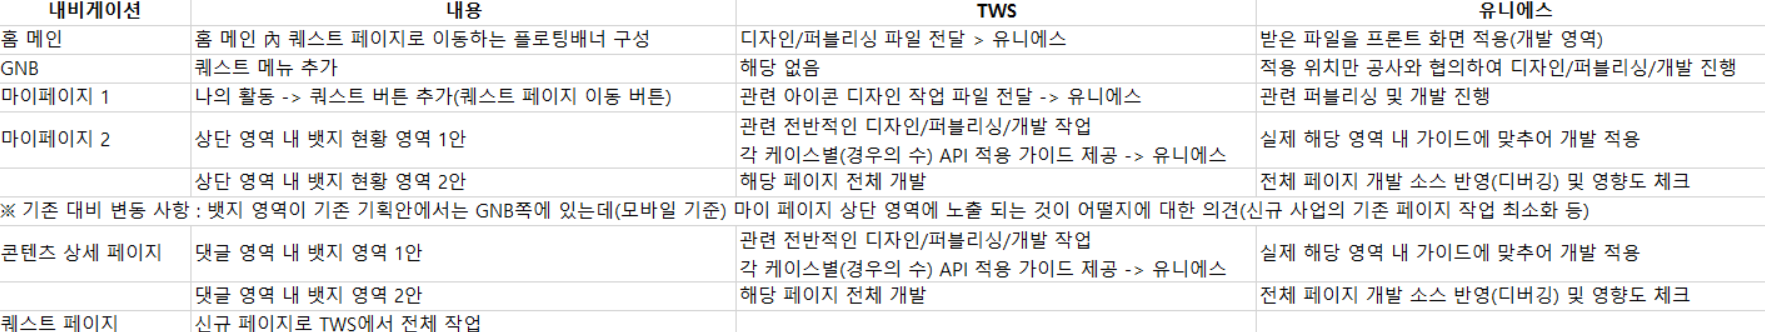 내비게이션 내용 TWS 유니에스
홈 메인 홈 메인 內 퀘스트 페이지로 이동하는 플로팅배너 구성 디자인/퍼블리싱 파일 전달 > 유니에스 받은 파일을 프론트 화면 적용(개발 영역)
GNB 퀘스트 메뉴 추가 해당 없음 적용 위치만 공사와 협의하여 디자인/퍼블리싱/개발 진행
마이페이지 1 나의 활동 -> 쿼스트 버튼 추가(퀘스트 페이지 이동 버튼) 관련 아이콘 디자인 작업 파일 전달 -> 유니에스 관련 퍼블리싱 및 개발 진행
마이페이지 2 상단 영역 내 뱃지 현황 영역 1안 관련 전반적인 디자인/퍼블리싱/개발 작업
각 케이스별(경우의 수) API 적용 가이드 제공 -> 유니에스 실제 해당 영역 내 가이드에 맞추어 개발 적용
상단 영역 내 뱃지 현황 영역 2안 해당 페이지 전체 개발 전체 페이지 개발 소스 반영(디버깅) 및 영향도 체크
※ 기존 대비 변동 사항 : 뱃지 영역이 기존 기획안에서는 GNB쪽에 있는데(모바일 기준) 마이 페이지 상단 영역에 노출 되는 것이 어떨지에 대한 의견(신규 사업의 기존 페이지 작업 최소화 등)
콘텐츠 상세 페이지 댓글 영역 내 뱃지 영역 1안 관련 전반적인 디자인/퍼블리싱/개발 작업
각 케이스별(경우의 수) API 적용 가이드 제공 -> 유니에스 실제 해당 영역 내 가이드에 맞추어 개발 적용
댓글 영역 내 뱃지 영역 2안 해당 페이지 전체 개발 전체 페이지 개발 소스 반영(디버깅) 및 영향도 체크
퀘스트 페이지 신규 페이지로 TWS에서 전체 작업